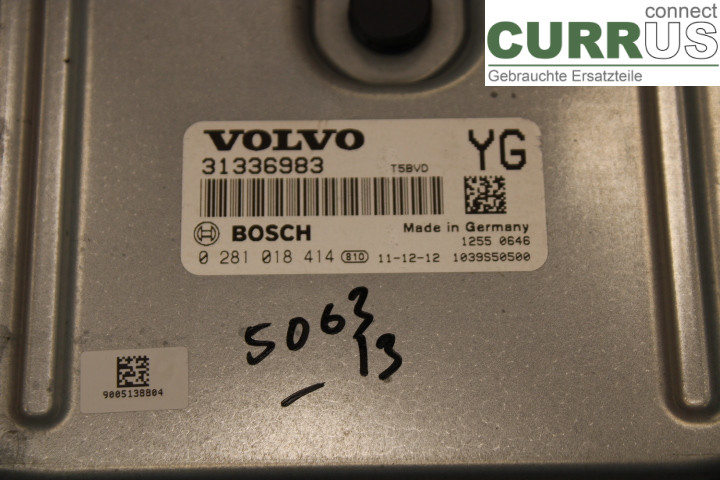 connect
CURRUS
Gebrauchte Ersatzteile
VOLVO
YG
31336983
T5BVD
BOSCH
Made in Germany
1255 0646
0 281 018 414 B10 11-12-12 1039S50500
5063
13
9005138804